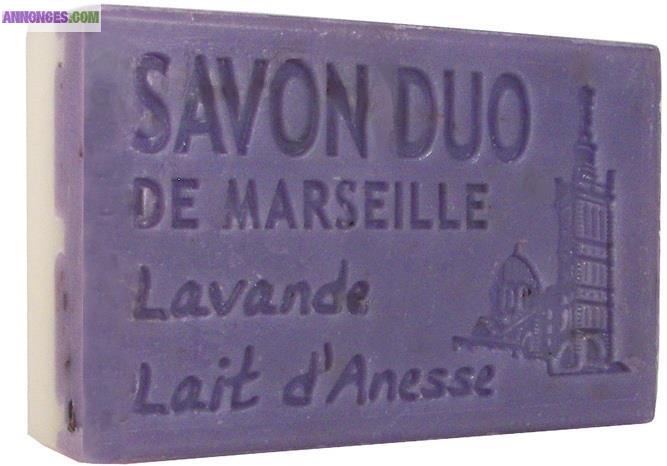 ANNONCES.COM
SAVON DUO
DE MARSEILLE
Lavande
Lait d'Anesse